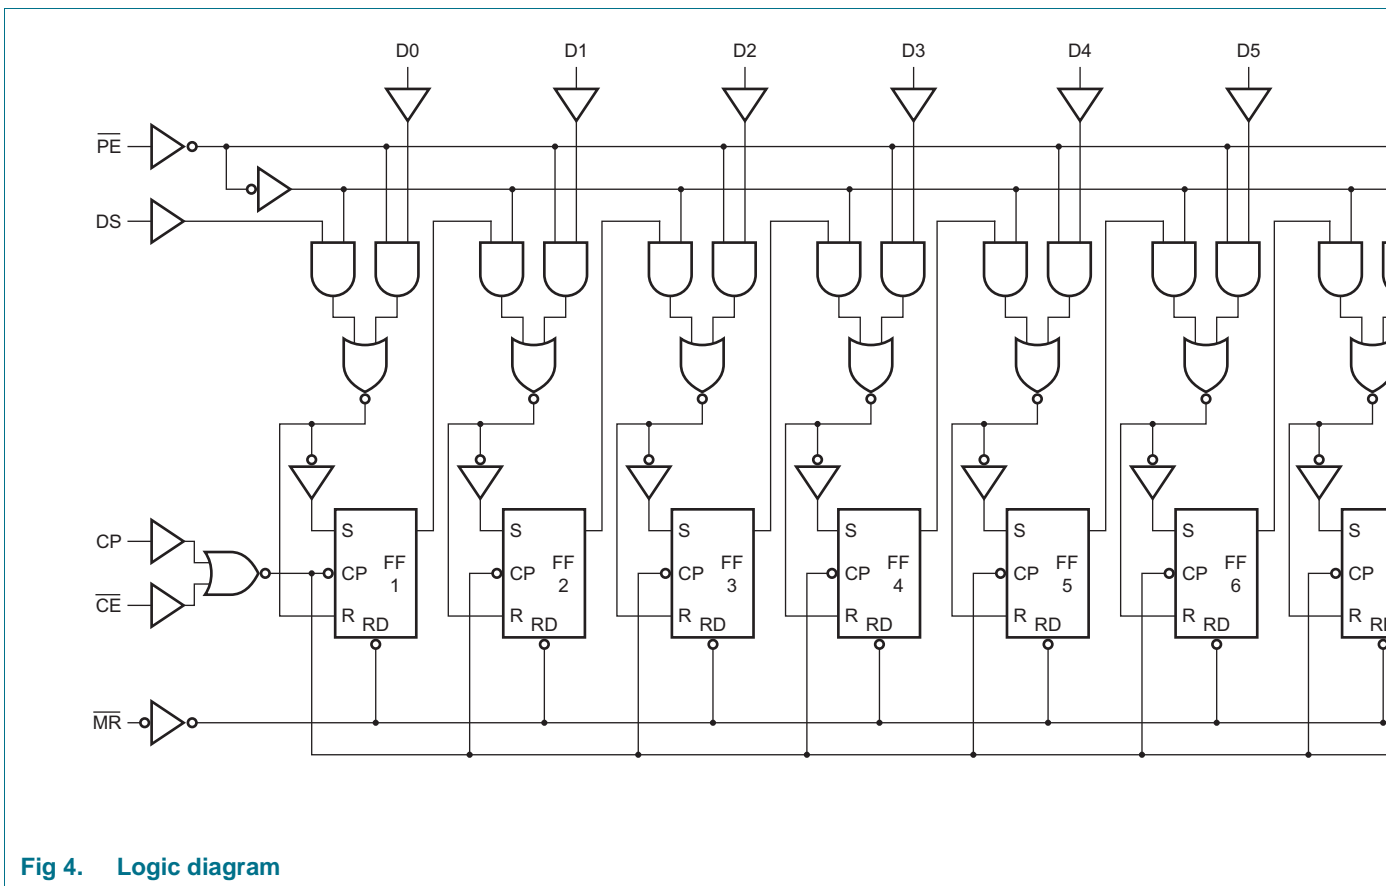 D0 D1 D2 D3 D4 D5
PE
DS
S S S S S S S
CP
FF FF FF FF FF FF
CP CP CP CP CP CP CP
1 2 3 4 5 6
CE
R R R R R R R
RD RD RD RD RD RD
MR
Fig 4. Logic diagram